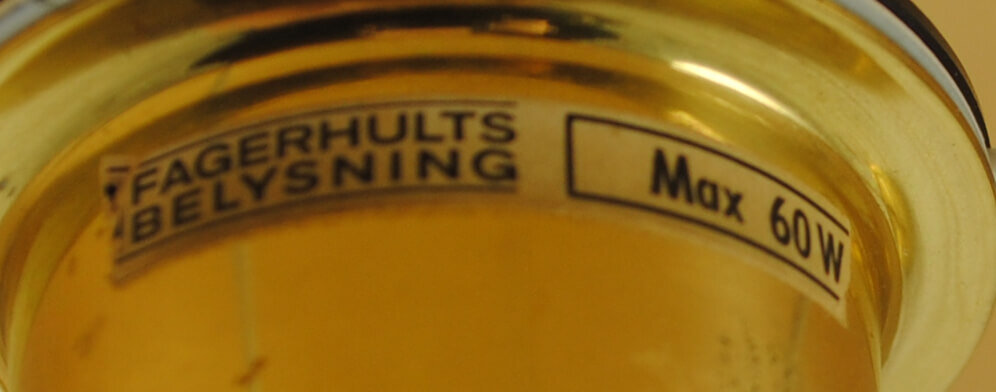 FAGERHULTS
BELYSNING
Max 60W